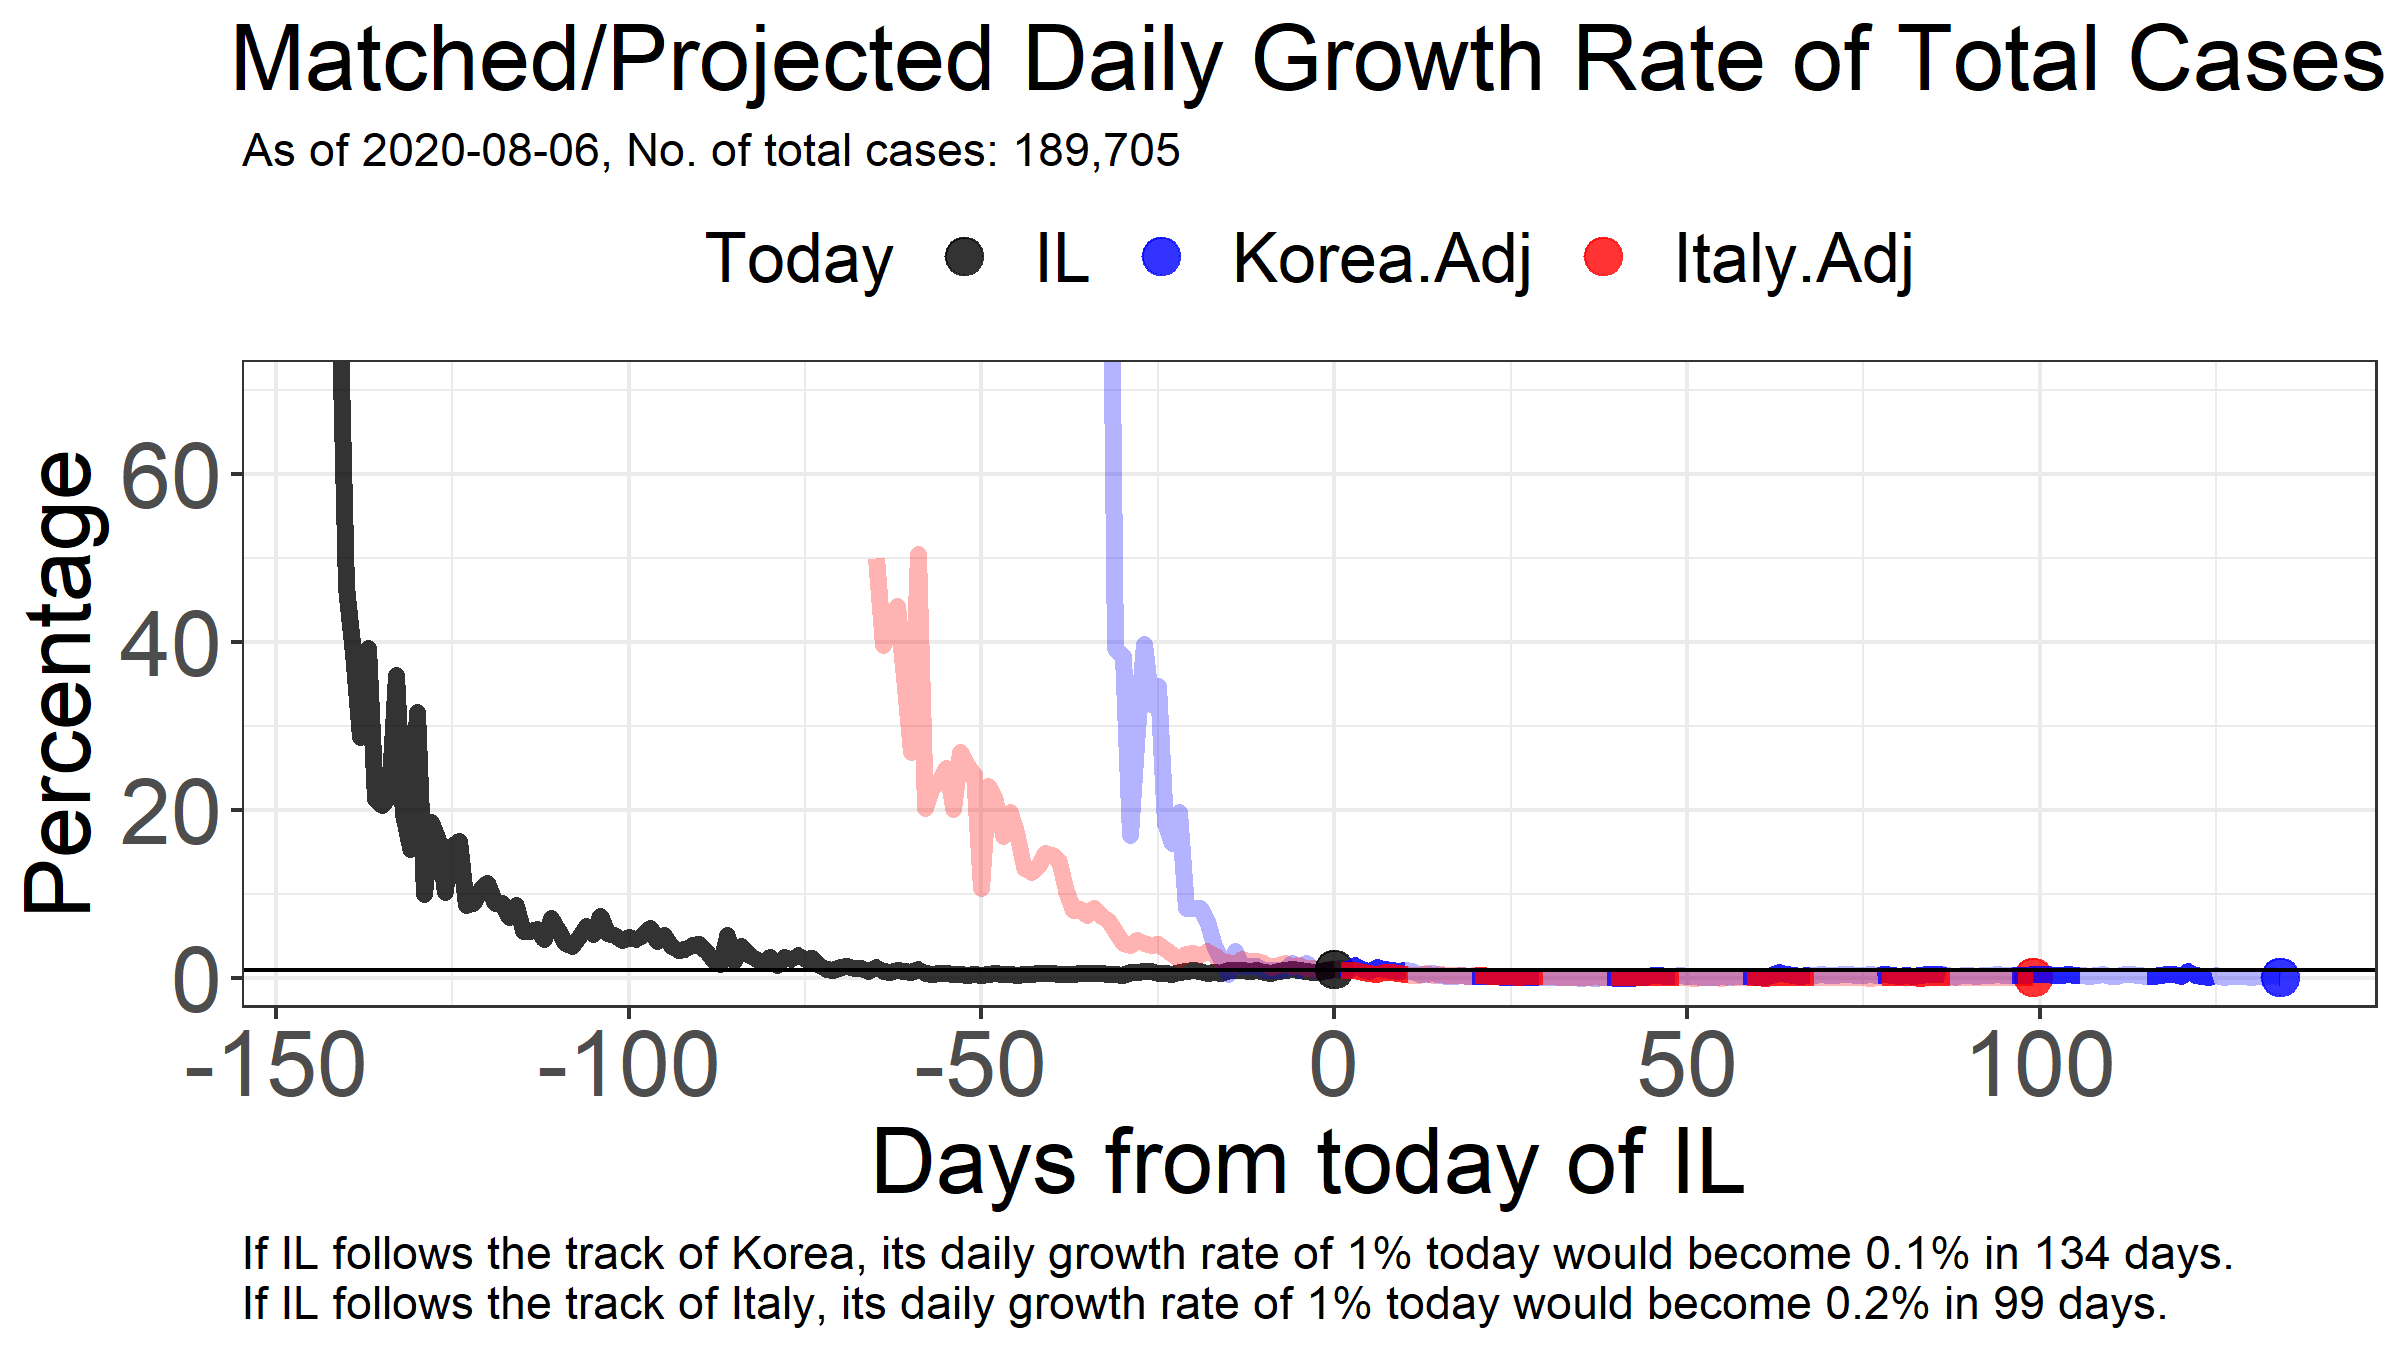 Matched/Projected Daily Growth Rate of Total Cases
As of 2020-08-06, No. of total cases: 189,705
Today IL Korea.Adj Italy.Adj
Percentage
60
40
20
0
-150 -100 -50 0 50 100
Days from today of IL
If IL follows the track of Korea, its daily growth rate of 1% today would become 0.1% in 134 days.
If IL follows the track of Italy, its daily growth rate of 1% today would become 0.2% in 99 days.